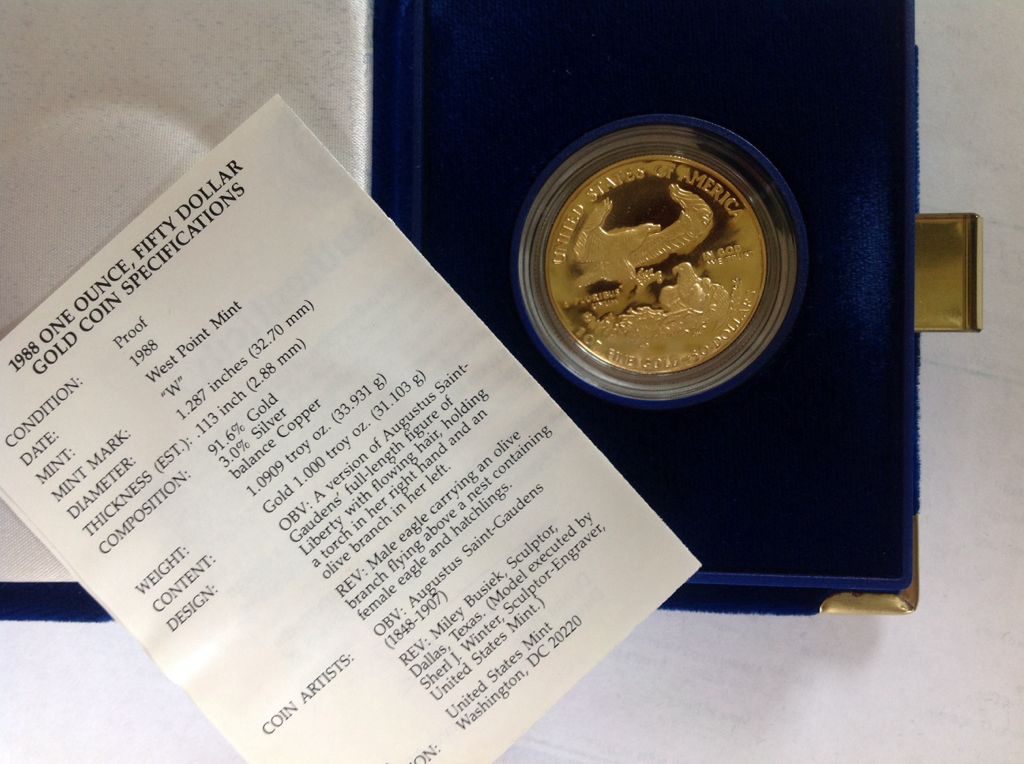 1988 ONE OUNCE, FIFTY DOLLAR
GOLD COIN SPECIFICATIONS
CONDITION: Proof
DATE: 1988
MINT: West Point Mint
MINT MARK: "W"
DIAMETER: 1.287 inches (32.70 mm)
THICKNESS (EST.): .113 inch (2.88 mm)
COMPOSITION: 91.6% Gold
3.0% Silver
balance Copper
WEIGHT: 1.0909 troy oz. (33.931 g)
CONTENT: Gold 1.000 troy oz. (31.103 g)
DESIGN: OBV: A version of Augustus Saint-
Gaudens' full-length figure of
Liberty with flowing hair, holding
a torch in her right hand and an
olive branch in her left.
REV: Male eagle carrying an olive
branch flying above a nest containing
female eagle and hatchlings.
COIN ARTISTS: OBV: Augustus Saint-Gaudens
(1848-1907)
REV: Miley Busiek, Sculptor,
Dallas, Texas. (Model executed by
Sherl J. Winter, Sculptor-Engraver,
United States Mint.)
ON: United States Mint
Washington, DC 20220
UNITED STATES OF AMERICA
PLURIBUS
UNUM
IN GOD
WE TRUST
1 OZ. FINE GOLD~50 DOLLARS